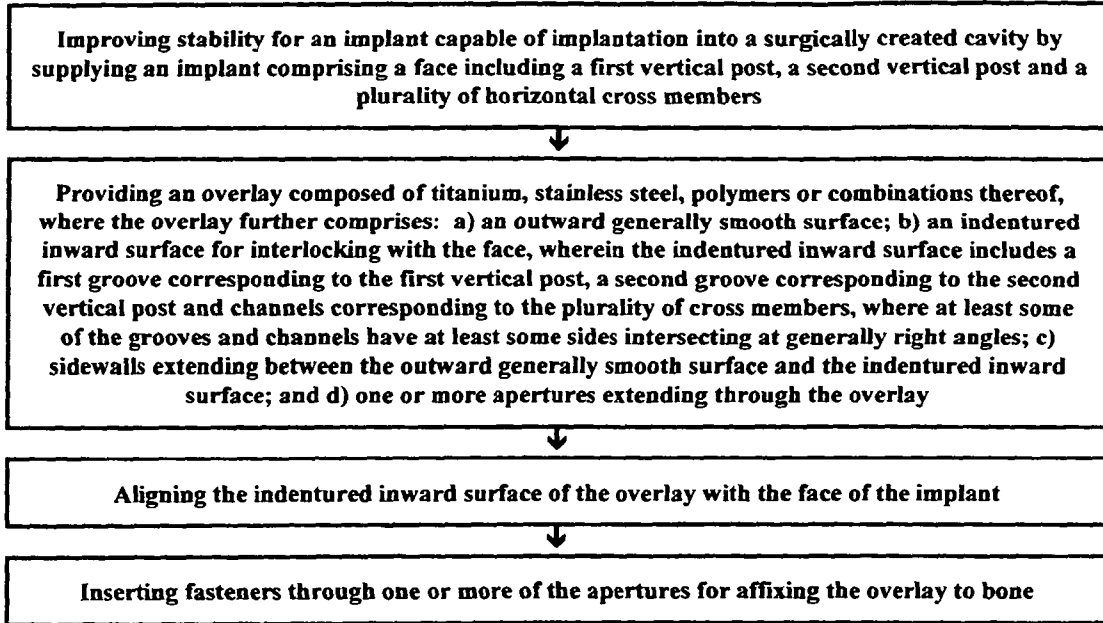 Improving stability for an implant capable of implantation into a surgically created cavity by
supplying an implant comprising a face including a first vertical post, a second vertical post and a
plurality of horizontal cross members
Providing an overlay composed of titanium, stainless steel, polymers or combinations thereof,
where the overlay further comprises: a) an outward generally smooth surface; b) an indentured
inward surface for interlocking with the face, wherein the indentured inward surface includes a
first groove corresponding to the first vertical post, a second groove corresponding to the second
vertical post and channels corresponding to the plurality of cross members, where at least some
of the grooves and channels have at least some sides intersecting at generally right angles; c)
sidewalls extending between the outward generally smooth surface and the indentured inward
surface; and d) one or more apertures extending through the overlay
Aligning the indentured inward surface of the overlay with the face of the implant
Inserting fasteners through one or more of the apertures for affixing the overlay to bone